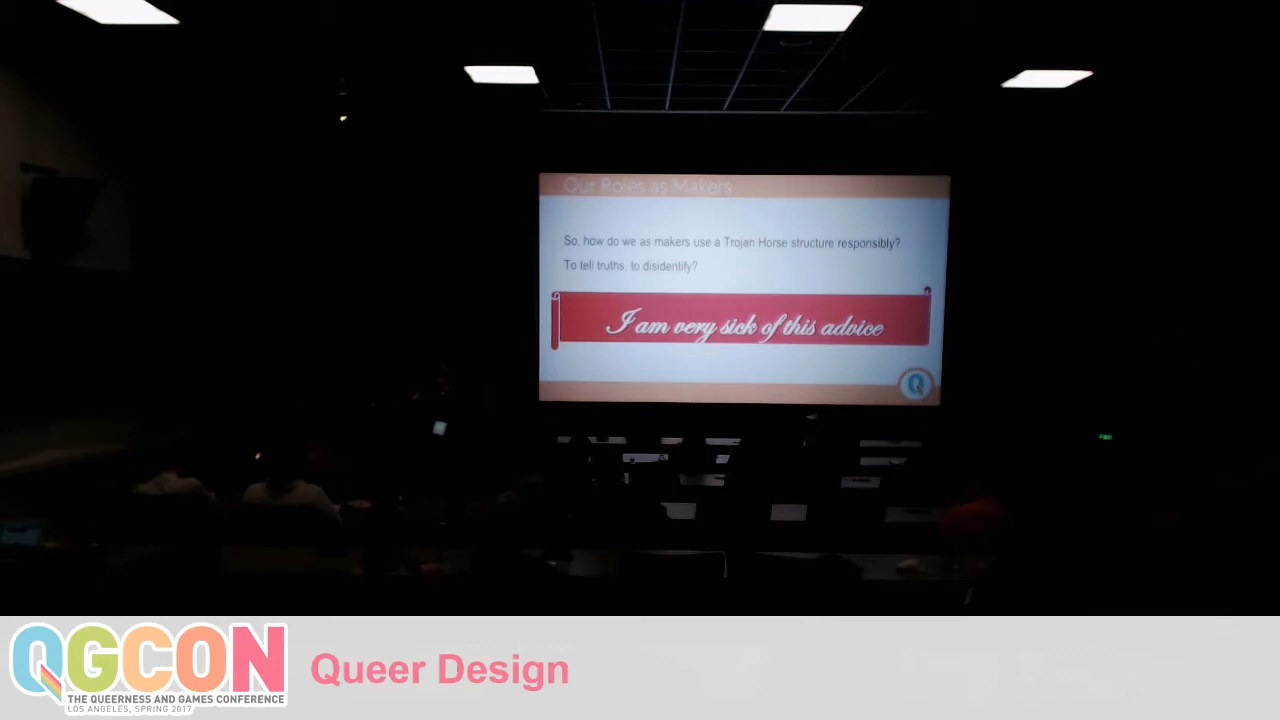 Our Roles as Makers
So, how do we as makers use a Trojan Horse structure responsibly?
To tell truths, to disidentify?
I am very sick of this advice
Q
QGCON
THE QUEERNESS AND GAMES CONFERENCE
LOS ANGELES, SPRING 2017
Queer Design